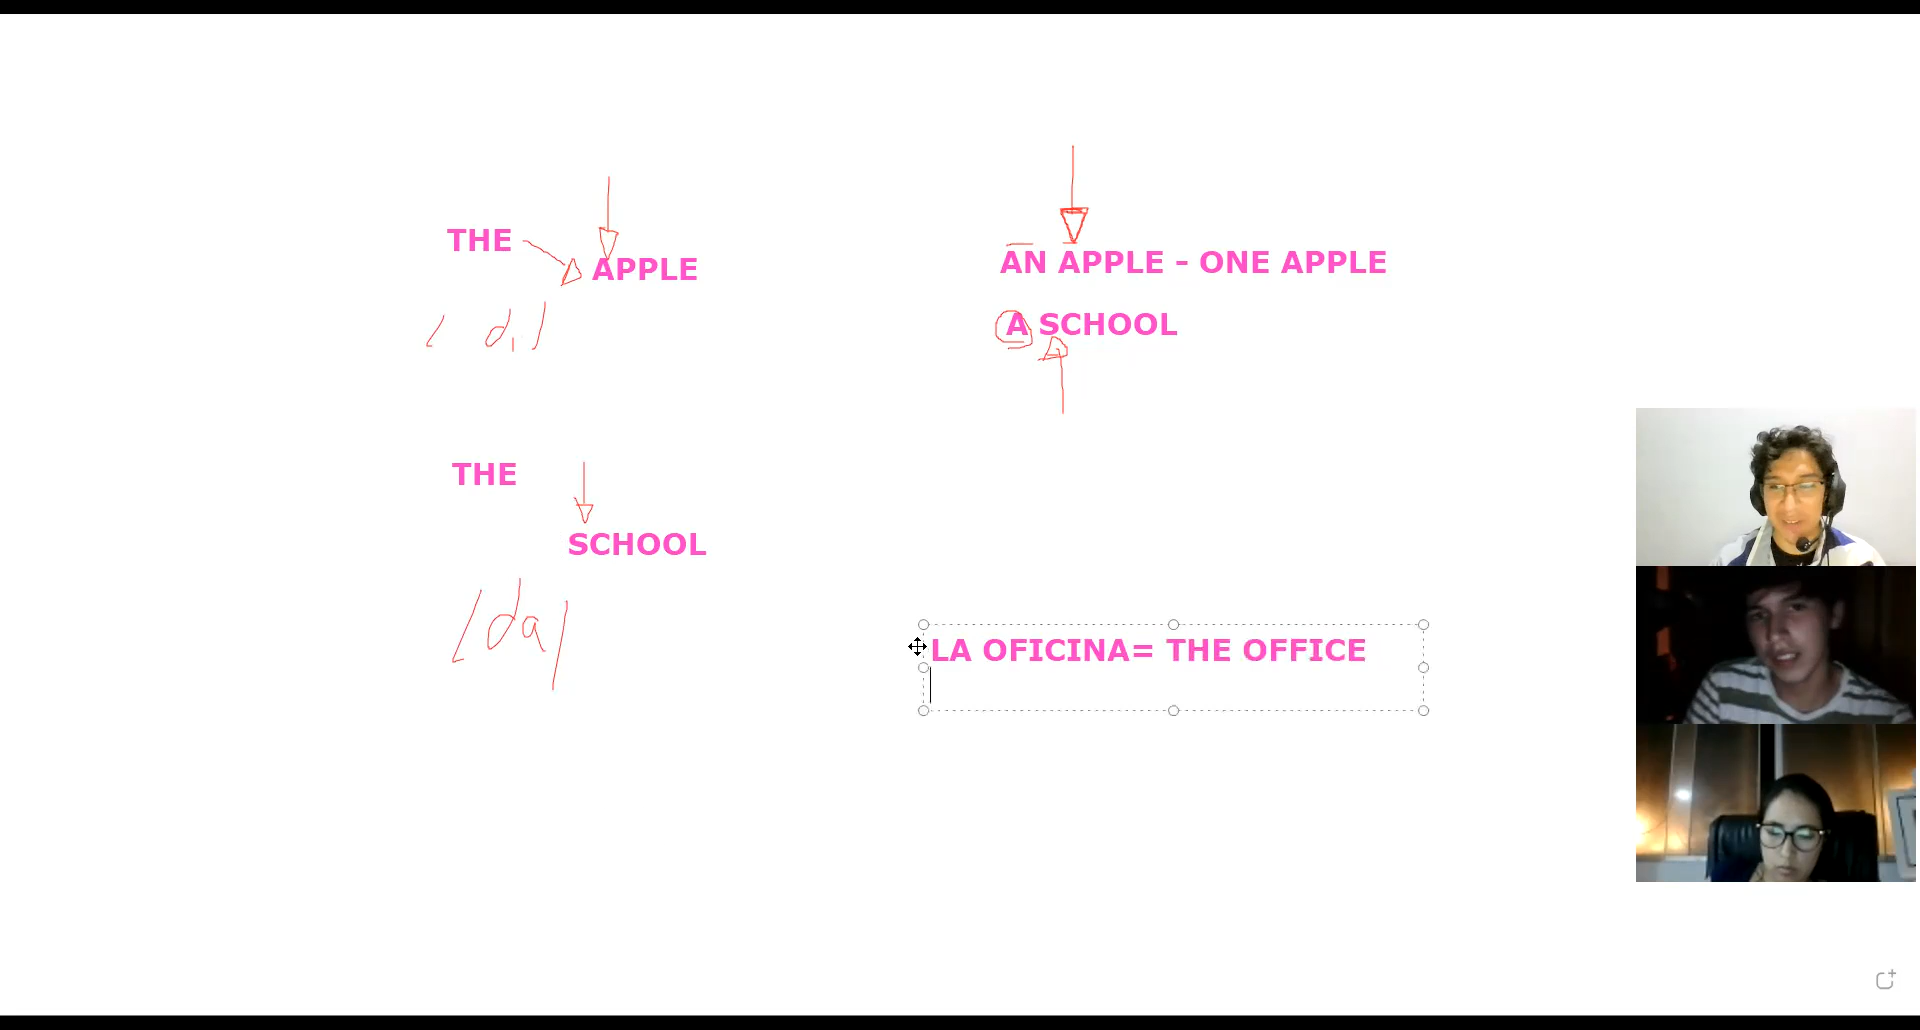 THE
APPLE
/ di /
THE
SCHOOL
/da/
AN APPLE - ONE APPLE
A SCHOOL
LA OFICINA= THE OFFICE